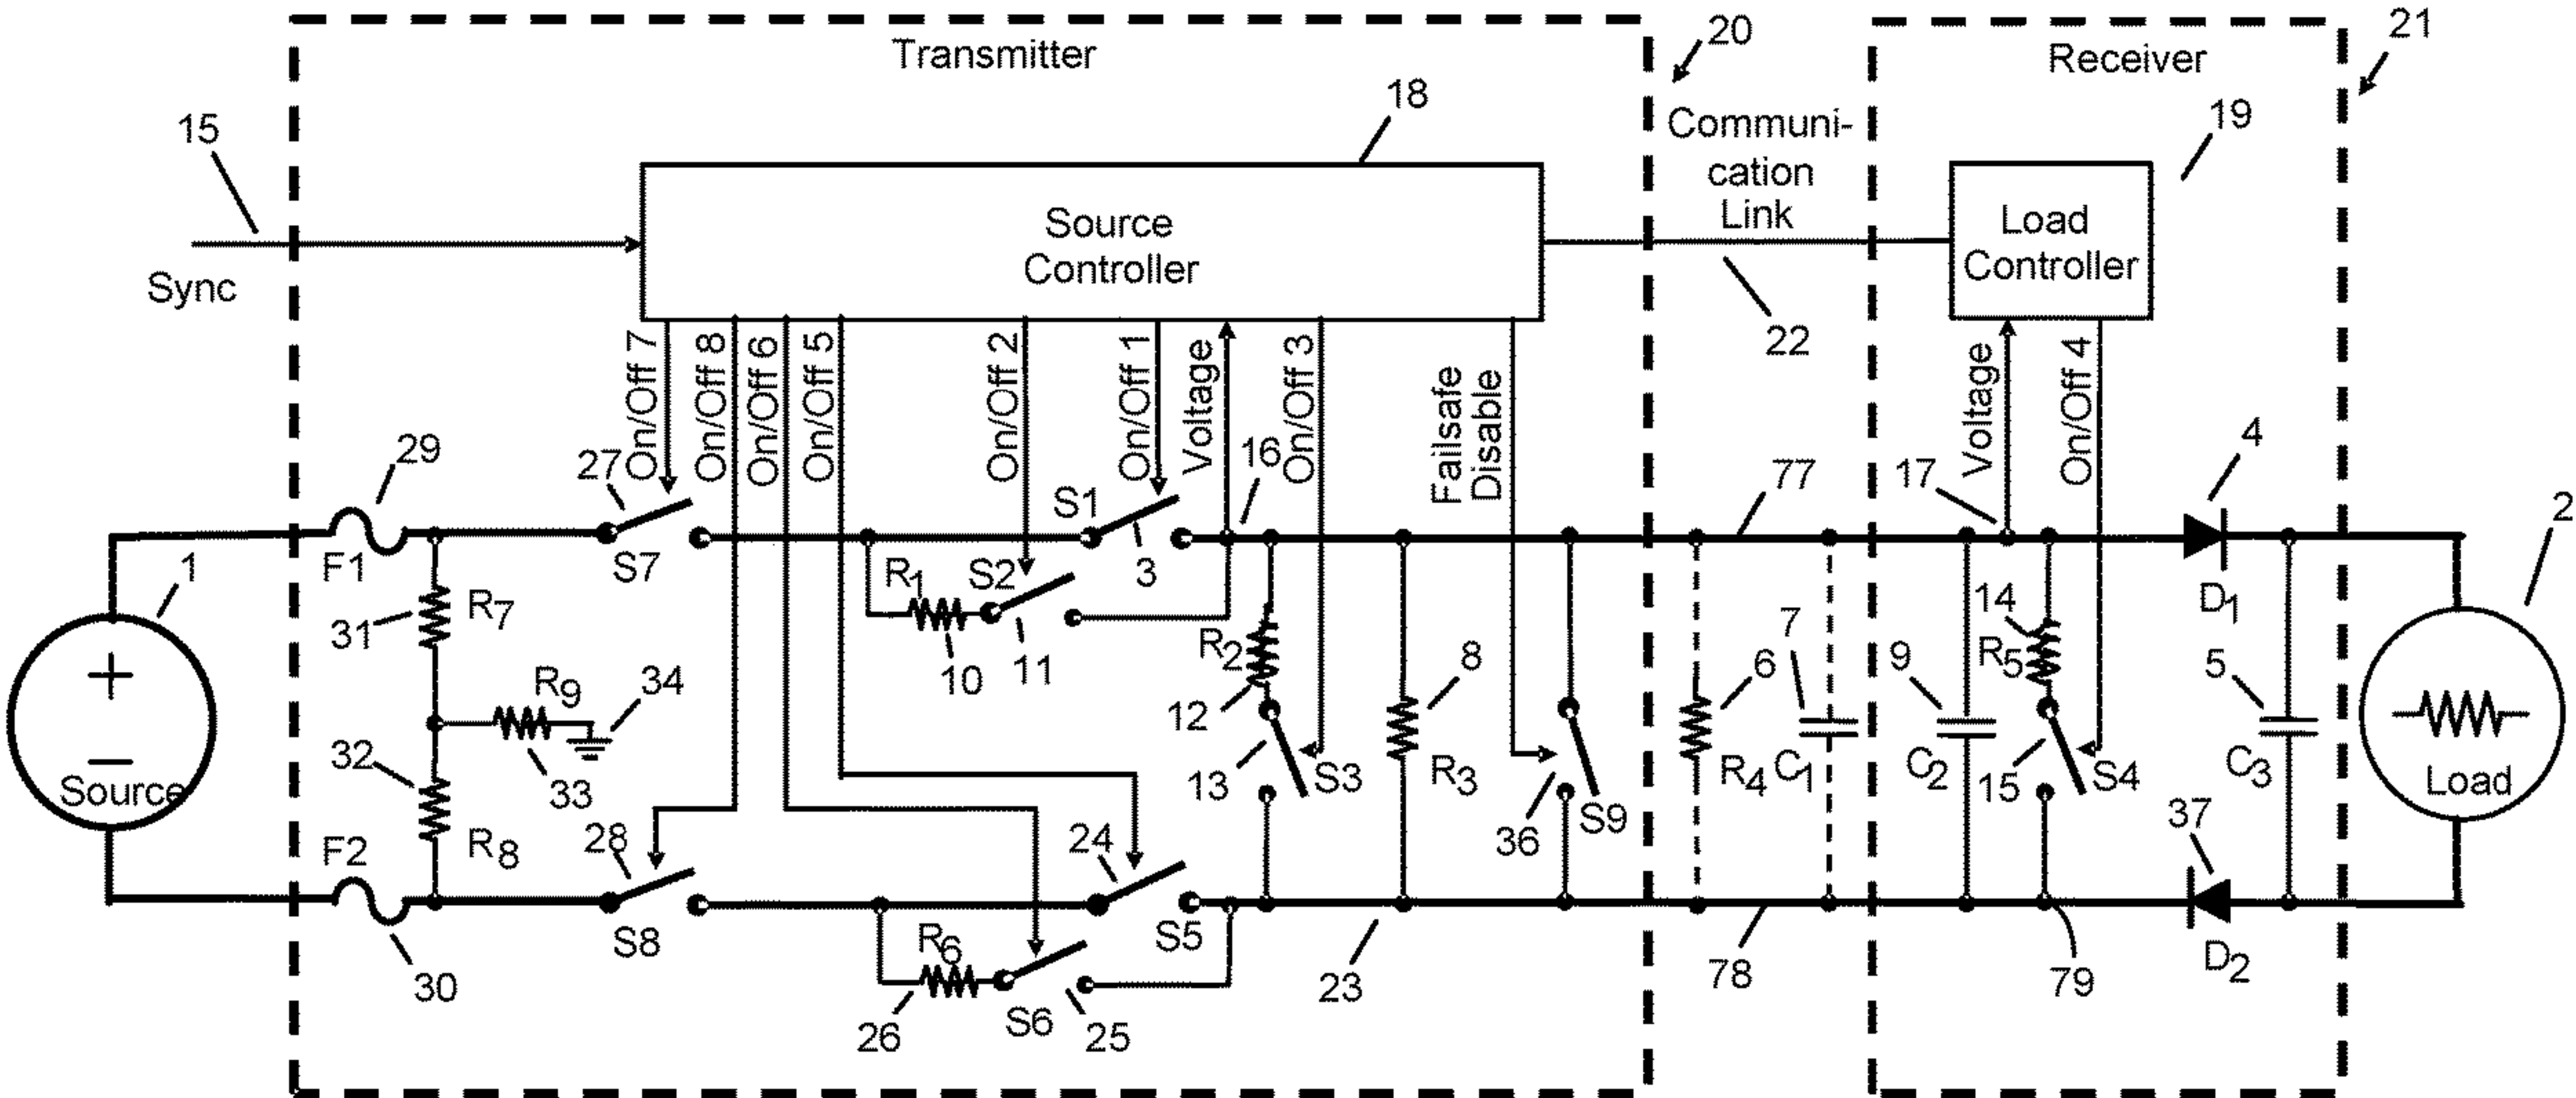 Transmitter
20
Receiver
21
18
Communi-
cation
Link
19
15
Sync
Source
Controller
Load
Controller
22
On/Off 7
On/Off 8
On/Off 6
On/Off 5
On/Off 2
On/Off 1
Voltage
On/Off 3
Failsafe
Disable
Voltage
On/Off 4
29
27
16
77
17
4
2
F1
S7
S1
3
1
R7
31
R1
S2
10
11
R2
12
8
6
7
9
14
R5
D1
5
+
−
Source
R9
34
33
32
R8
13
S3
R3
36
S9
R4
C1
C2
15
S4
C3
Load
37
F2
28
24
S8
S5
30
R6
26
S6
25
23
78
79
D2